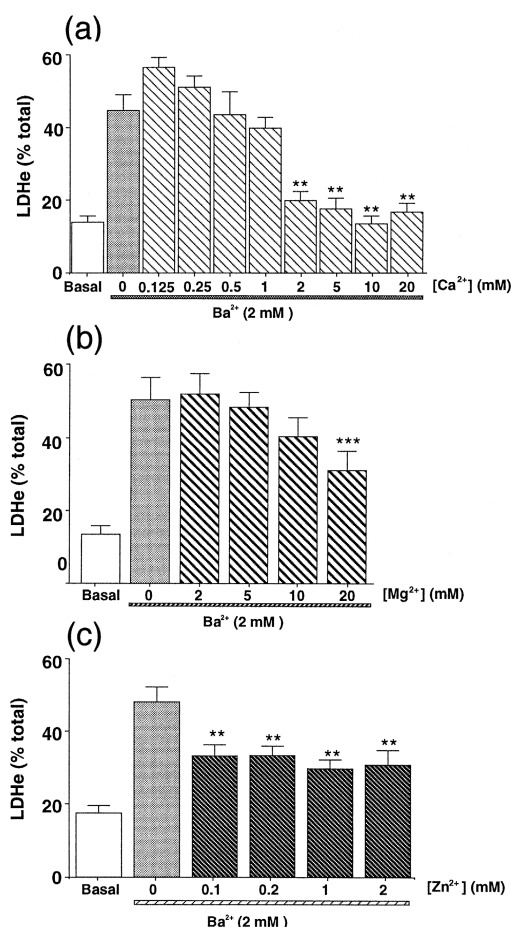 (a)
60
40
20
0
LDHe (% total)
** ** ** **
Basal 0 0.125 0.25 0.5 1 2 5 10 20 [Ca²⁺] (mM)
Ba²⁺ (2 mM )
(b)
60
40
20
0
LDHe (% total)
***
Basal 0 2 5 10 20 [Mg²⁺] (mM)
Ba²⁺ (2 mM )
(c)
60
40
20
0
LDHe (% total)
** ** ** **
Basal 0 0.1 0.2 1 2 [Zn²⁺] (mM)
Ba²⁺ (2 mM )